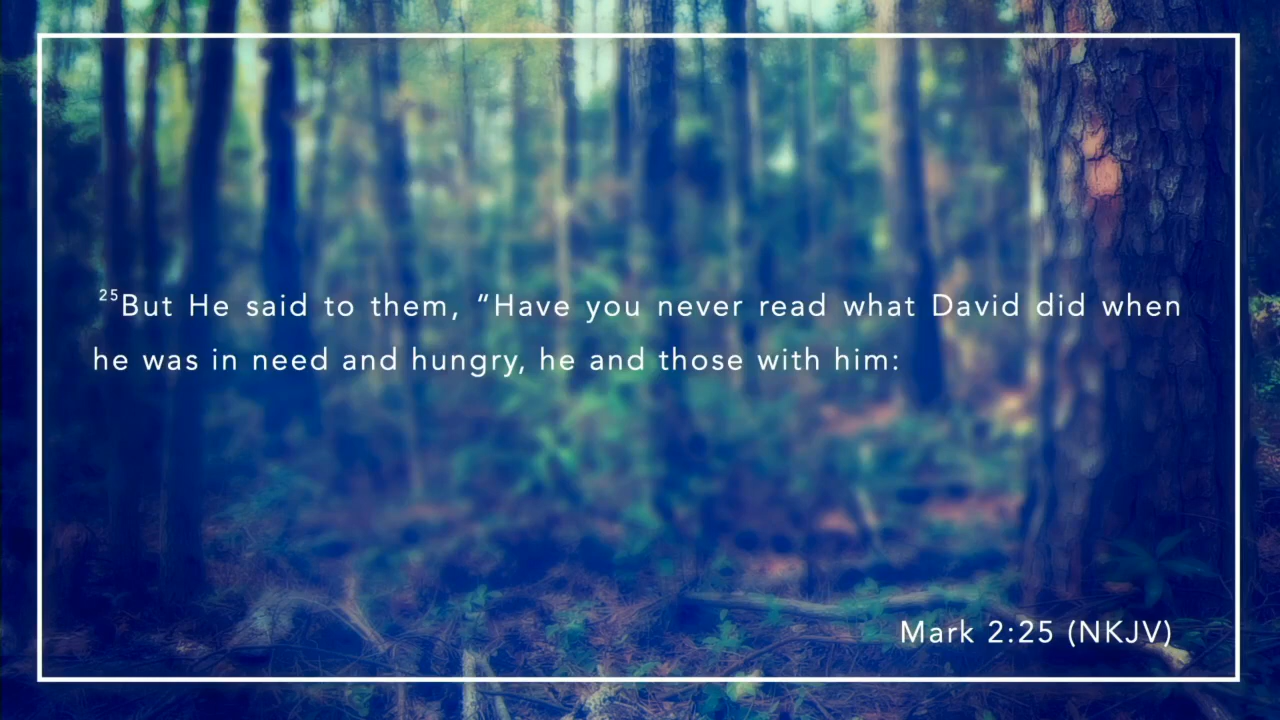 25But He said to them, “Have you never read what David did when
he was in need and hungry, he and those with him:
Mark 2:25 (NKJV)